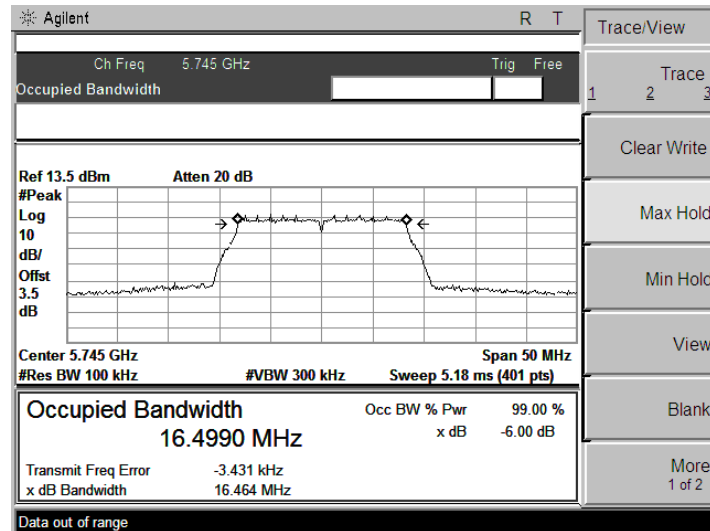 Agilent R T
Ch Freq 5.745 GHz Trig Free
Occupied Bandwidth
Ref 13.5 dBm Atten 20 dB
#Peak
Log
10
dB/
Offst
3.5
dB
Center 5.745 GHz Span 50 MHz
#Res BW 100 kHz #VBW 300 kHz Sweep 5.18 ms (401 pts)
Occupied Bandwidth Occ BW % Pwr 99.00 %
16.4990 MHz x dB -6.00 dB
Transmit Freq Error -3.431 kHz
x dB Bandwidth 16.464 MHz
Data out of range
Trace/View
Trace
1 2 3
Clear Write
Max Hold
Min Hold
View
Blank
More
1 of 2